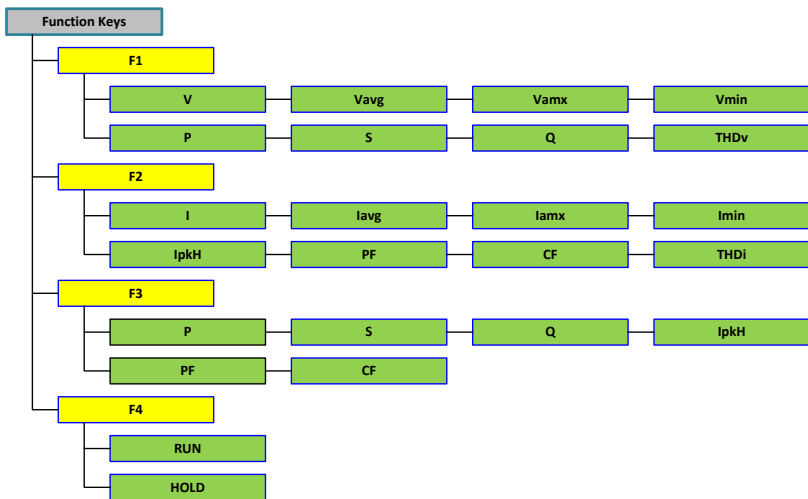 Function Keys
F1
V Vavg Vamx Vmin
P S Q THDv
F2
I Iavg Iamx Imin
IpkH PF CF THDi
F3
P S Q IpkH
PF CF
F4
RUN
HOLD